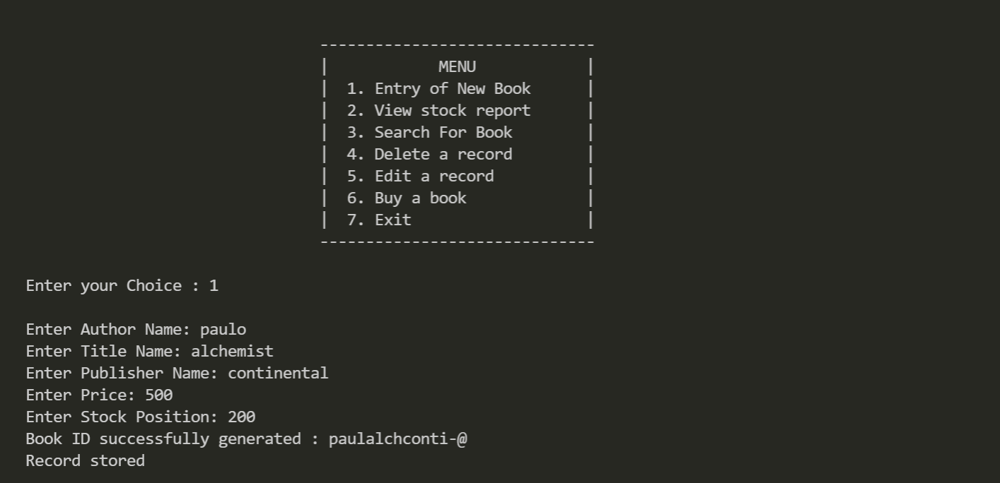 ------------------------------
|            MENU            |
|  1. Entry of New Book      |
|  2. View stock report      |
|  3. Search For Book        |
|  4. Delete a record        |
|  5. Edit a record          |
|  6. Buy a book             |
|  7. Exit                   |
------------------------------
Enter your Choice : 1
Enter Author Name: paulo
Enter Title Name: alchemist
Enter Publisher Name: continental
Enter Price: 500
Enter Stock Position: 200
Book ID successfully generated : paulalchconti-@
Record stored